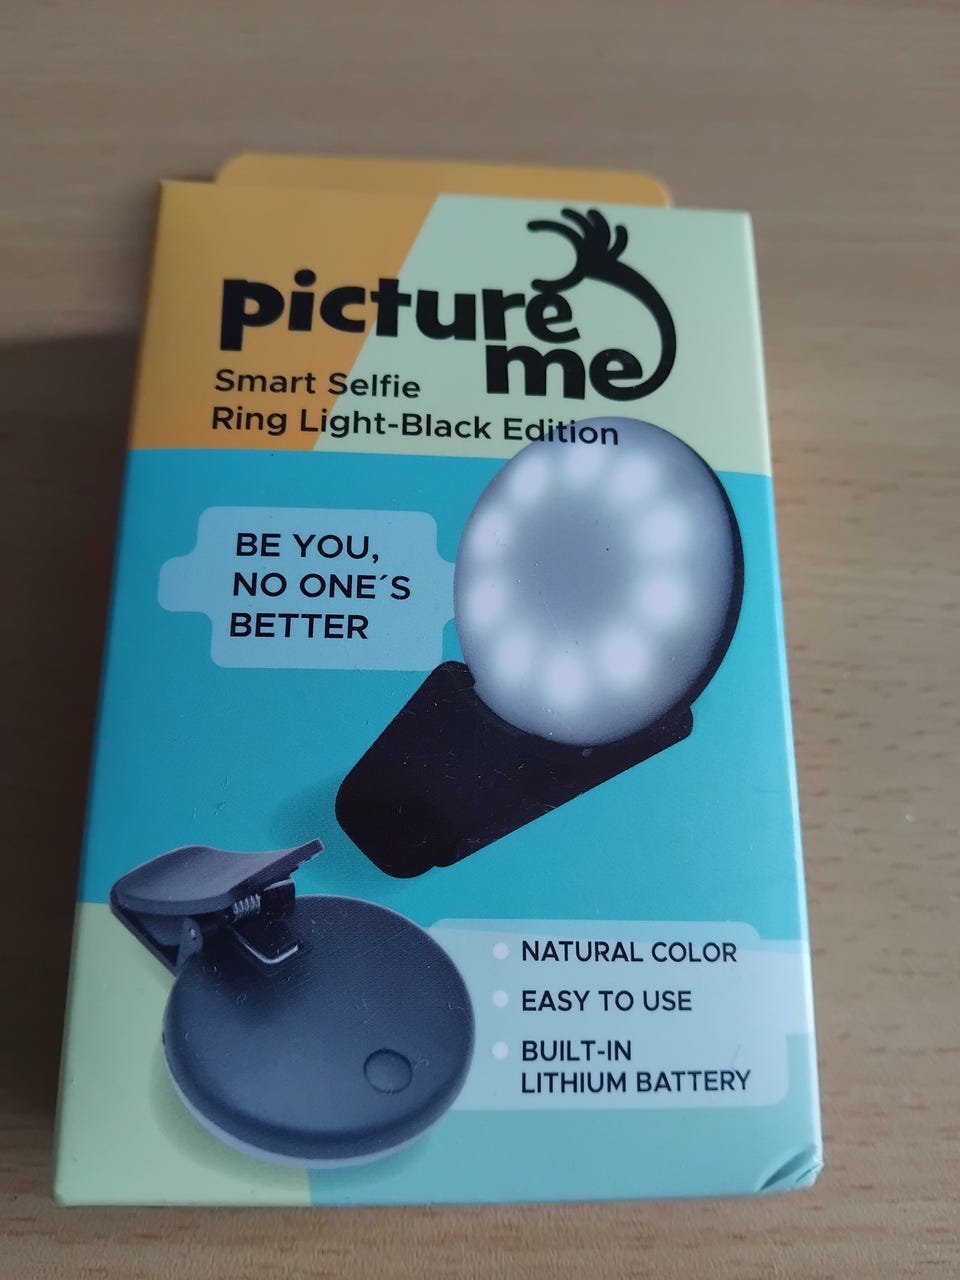 picture
me
Smart Selfie
Ring Light-Black Edition
BE YOU,
NO ONE´S
BETTER
NATURAL COLOR
EASY TO USE
BUILT-IN
LITHIUM BATTERY